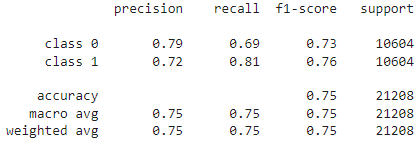 precision recall f1-score support
class 0 0.79 0.69 0.73 10604
class 1 0.72 0.81 0.76 10604
accuracy 0.75 21208
macro avg 0.75 0.75 0.75 21208
weighted avg 0.75 0.75 0.75 21208